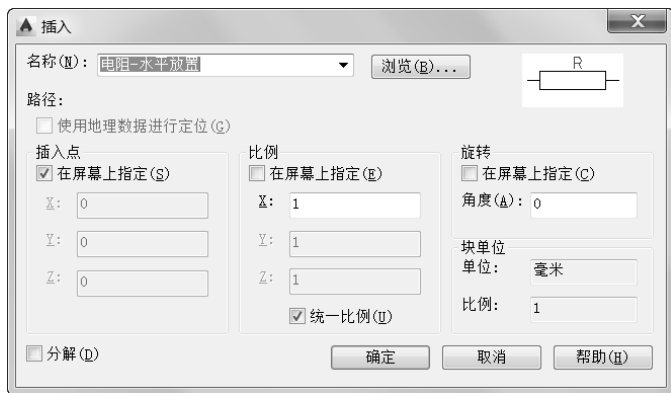 插入
名称(N): 电阻-水平放置 浏览(B)...
R
路径:
使用地理数据进行定位(G)
插入点 比例 旋转
在屏幕上指定(S) 在屏幕上指定(E) 在屏幕上指定(C)
X: 0 X: 1 角度(A): 0
Y: 0 Y: 1 块单位
Z: 0 Z: 1 单位: 毫米
统一比例(U) 比例: 1
分解(D) 确定 取消 帮助(H)